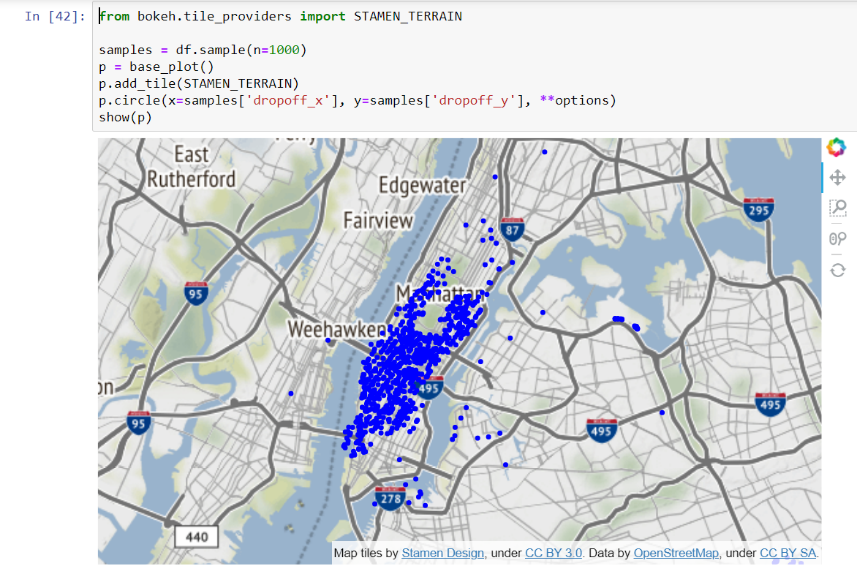 In [42]:
from bokeh.tile_providers import STAMEN_TERRAIN
samples = df.sample(n=1000)
p = base_plot()
p.add_tile(STAMEN_TERRAIN)
p.circle(x=samples['dropoff_x'], y=samples['dropoff_y'], **options)
show(p)
East
Rutherford
Edgewater
Fairview
295
87
95
Manhattan
Weehawken
495
495
495
95
278
440
Map tiles by Stamen Design, under CC BY 3.0. Data by OpenStreetMap, under CC BY SA.